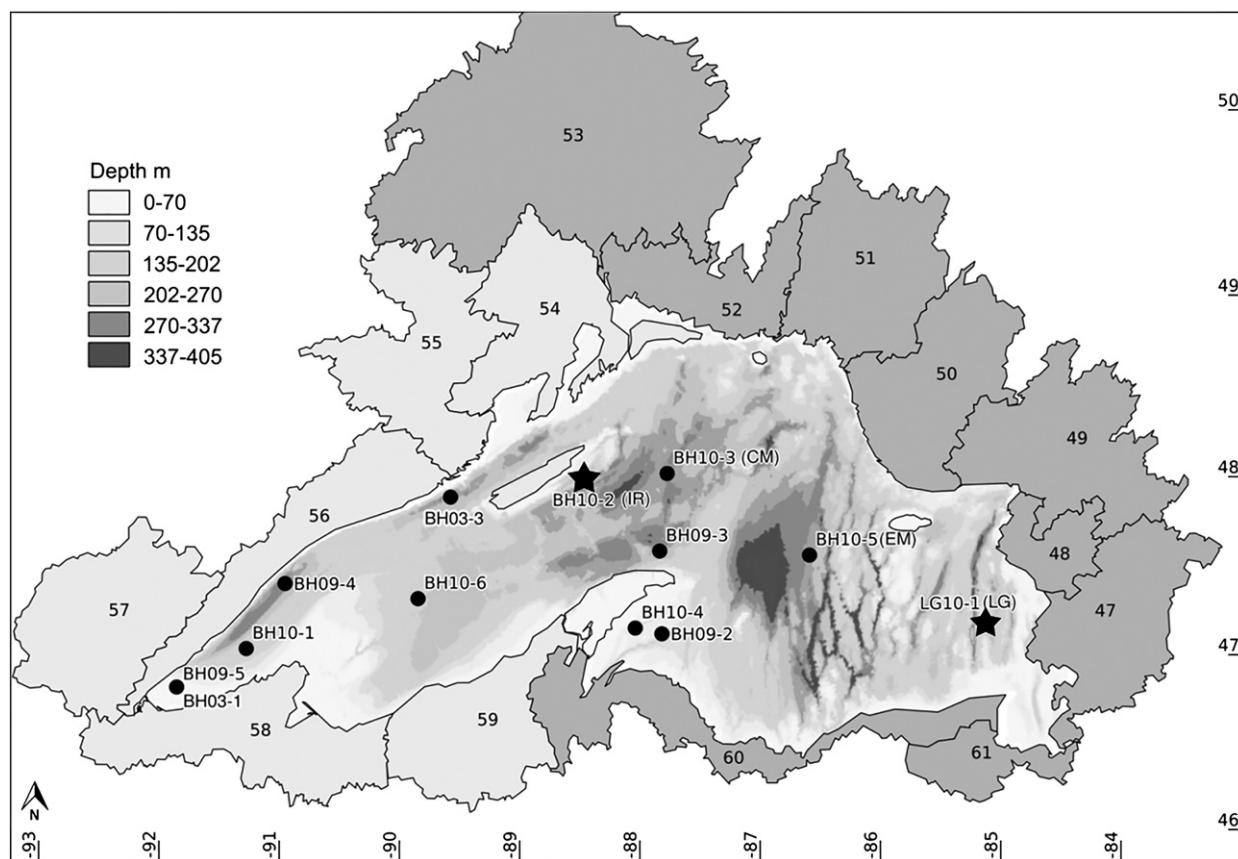 50
53
Depth m
0-70
70-135
135-202
202-270
270-337
337-405
51
49
54
52
55
50
49
48
BH10-3 (CM)
BH10-2 (IR)
56
BH03-3
BH09-3
BH10-5(EM)
48
BH09-4
BH10-6
57
LG10-1(LG)
47
BH10-4
BH09-2
BH10-1
47
BH09-5
BH03-1
59
58
60
61
N
46
-93
-92
-91
-90
-89
-88
-87
-86
-85
-84